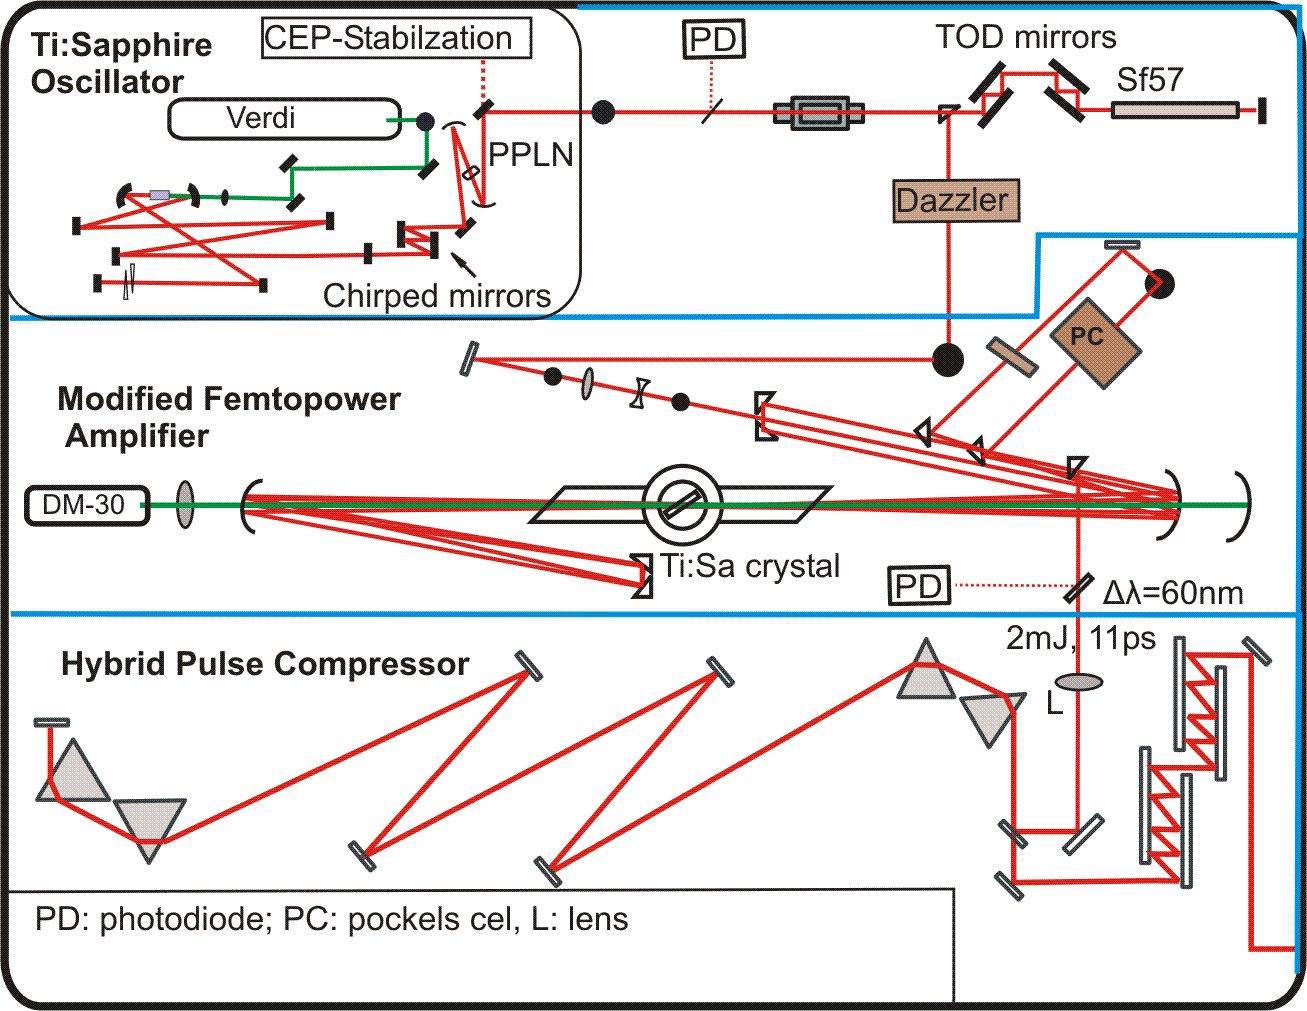 Ti:Sapphire
Oscillator
CEP-Stabilzation
PD
TOD mirrors
Sf57
Verdi
PPLN
Dazzler
Chirped mirrors
PC
Modified Femtopower
Amplifier
DM-30
Ti:Sa crystal
PD
Δλ=60nm
2mJ, 11ps
Hybrid Pulse Compressor
L
PD: photodiode; PC: pockels cel, L: lens